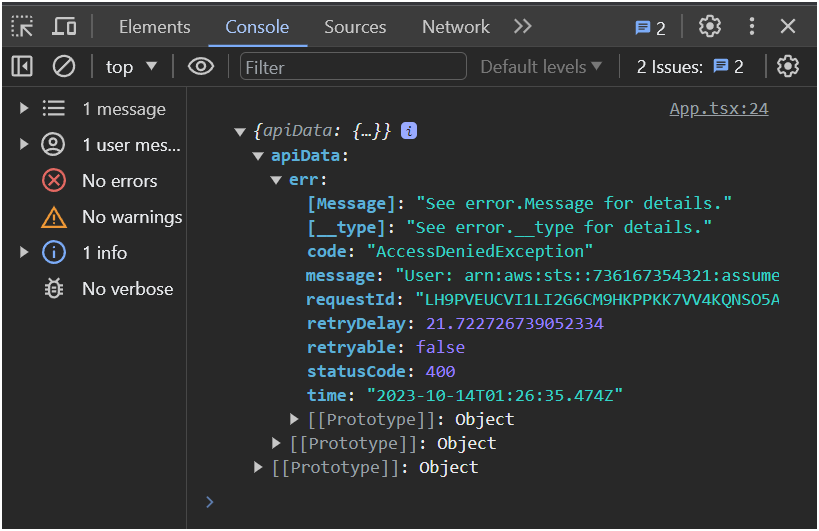 Elements Console Sources Network 2
top Filter Default levels 2 Issues: 2
1 message
1 user mes...
No errors
No warnings
1 info
No verbose
App.tsx:24
{apiData: {…}} i
apiData:
err:
[Message]: "See error.Message for details."
[__type]: "See error.__type for details."
code: "AccessDeniedException"
message: "User: arn:aws:sts::736167354321:assume
requestId: "LH9PVEUCVI1LI2G6CM9HKPPKK7VV4KQNSO5A
retryDelay: 21.722726739052334
retryable: false
statusCode: 400
time: "2023-10-14T01:26:35.474Z"
[[Prototype]]: Object
[[Prototype]]: Object
[[Prototype]]: Object